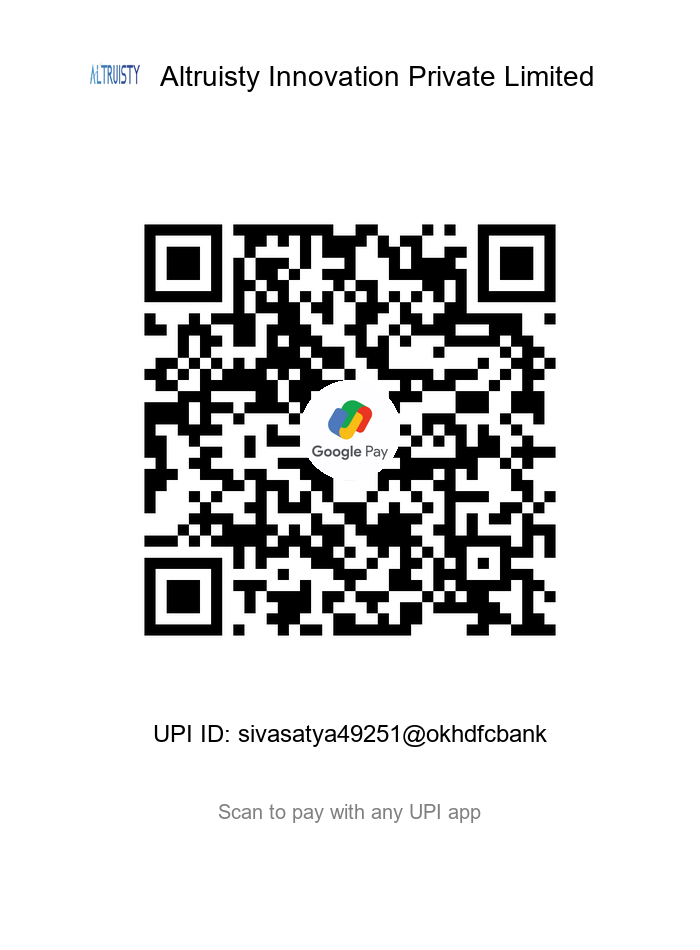 ALTRUISTY
Altruisty Innovation Private Limited
Google Pay
UPI ID: sivasatya49251@okhdfcbank
Scan to pay with any UPI app